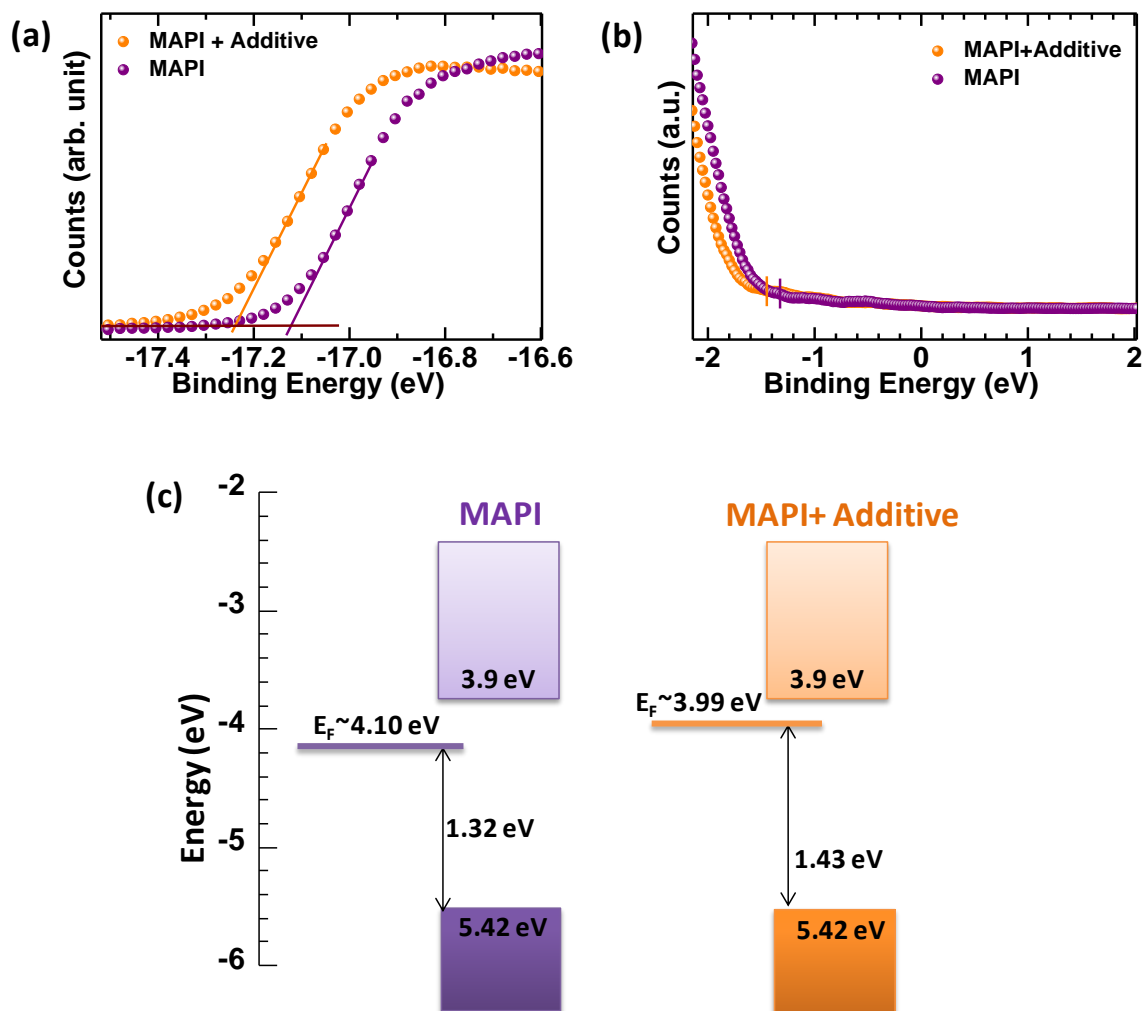 (a)
MAPI + Additive
MAPI
Counts (arb. unit)
-17.4 -17.2 -17.0 -16.8 -16.6
Binding Energy (eV)
(b)
MAPI+Additive
MAPI
Counts (a.u.)
-2 -1 0 1 2
Binding Energy (eV)
(c)
Energy (eV)
-2
-3
-4
-5
-6
MAPI
3.9 eV
EF~4.10 eV
1.32 eV
5.42 eV
MAPI+ Additive
3.9 eV
EF~3.99 eV
1.43 eV
5.42 eV